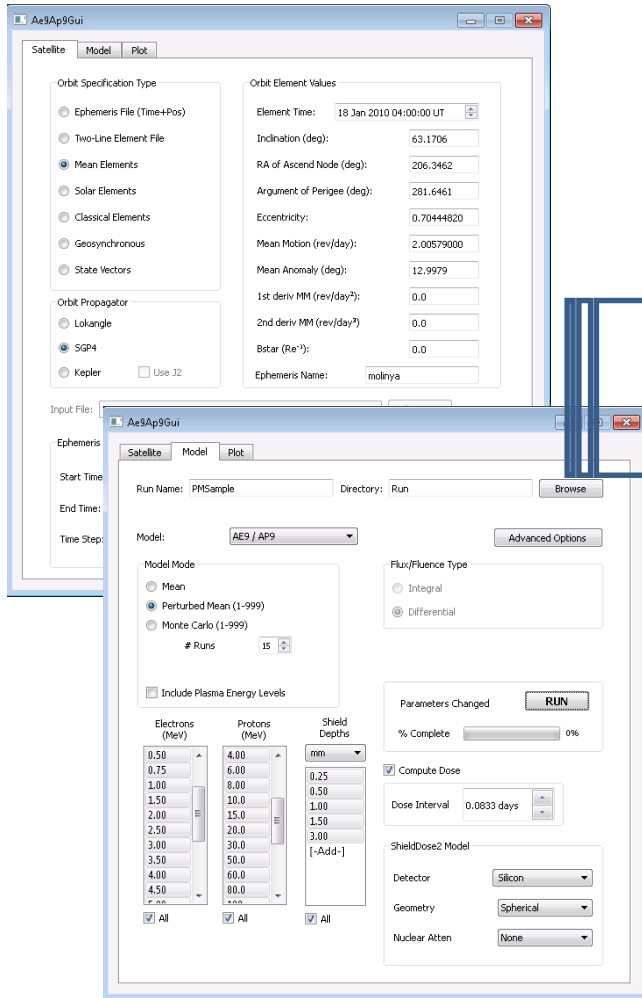 Ae9Ap9Gui
Satellite Model Plot
Orbit Specification Type
Ephemeris File (Time+Pos)
Two-Line Element File
Mean Elements
Solar Elements
Classical Elements
Geosynchronous
State Vectors
Orbit Propagator
Lokangle
SGP4
Kepler Use J2
Orbit Element Values
Element Time: 18 Jan 2010 04:00:00 UT
Inclination (deg): 63.1706
RA of Ascend Node (deg): 206.3462
Argument of Perigee (deg): 281.6461
Eccentricity: 0.70444820
Mean Motion (rev/day): 2.00579000
Mean Anomaly (deg): 12.9979
1st deriv MM (rev/day²): 0.0
2nd deriv MM (rev/day³) 0.0
Bstar (Re⁻¹): 0.0
Ephemeris Name: molinya
Input File:
Ephemeris
Start Time
End Time:
Time Step:
Ae9Ap9Gui
Satellite Model Plot
Run Name: PMSample Directory: Run Browse
Model: AE9 / AP9 Advanced Options
Model Mode
Mean
Perturbed Mean (1-999)
Monte Carlo (1-999)
# Runs 15
Include Plasma Energy Levels
Flux/Fluence Type
Integral
Differential
Parameters Changed RUN
% Complete 0%
Electrons
(MeV)
0.50
0.75
1.00
1.50
2.00
2.50
3.00
3.50
4.00
4.50
5.00
All
Protons
(MeV)
4.00
6.00
8.00
10.0
15.0
20.0
30.0
50.0
60.0
80.0
100
All
Shield
Depths
mm
0.25
0.50
1.00
1.50
3.00
[-Add-]
All
Compute Dose
Dose Interval 0.0833 days
ShieldDose2 Model
Detector Silicon
Geometry Spherical
Nuclear Atten None